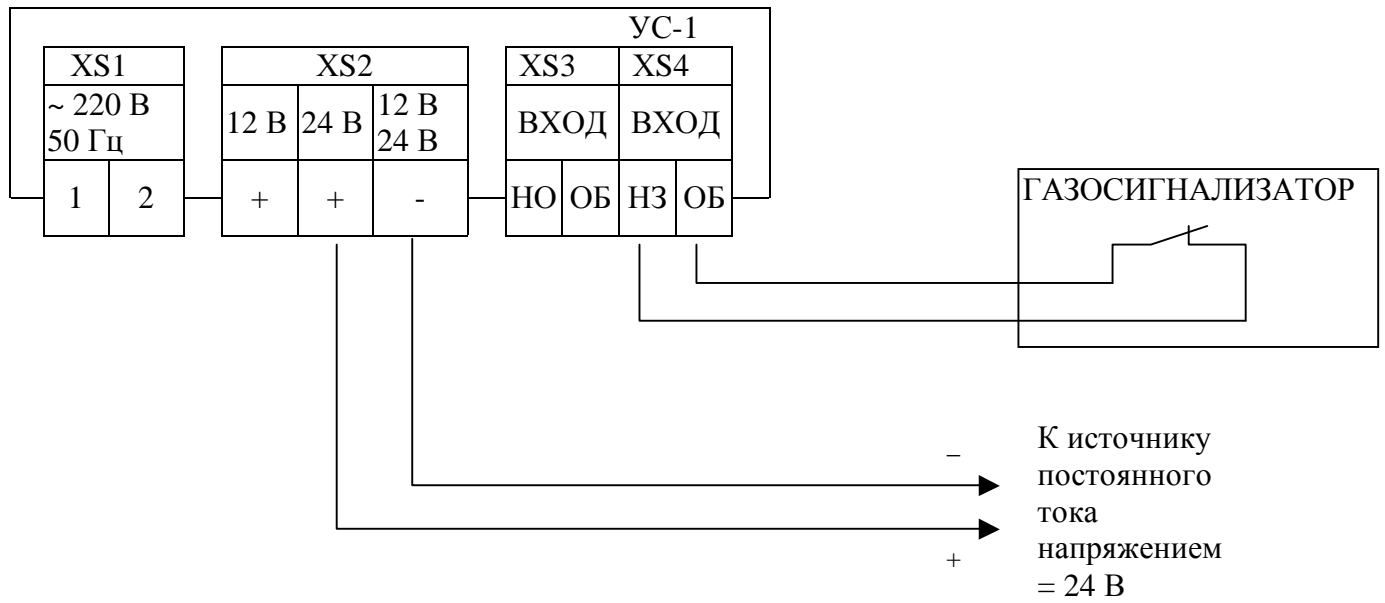 УС-1
XS1
XS2
XS3
XS4
~ 220 В
50 Гц
12 В
24 В
12 В
24 В
ВХОД
ВХОД
1
2
+
+
-
НО
ОБ
НЗ
ОБ
ГАЗОСИГНАЛИЗАТОР
–
+
К источнику
постоянного
тока
напряжением
= 24 В